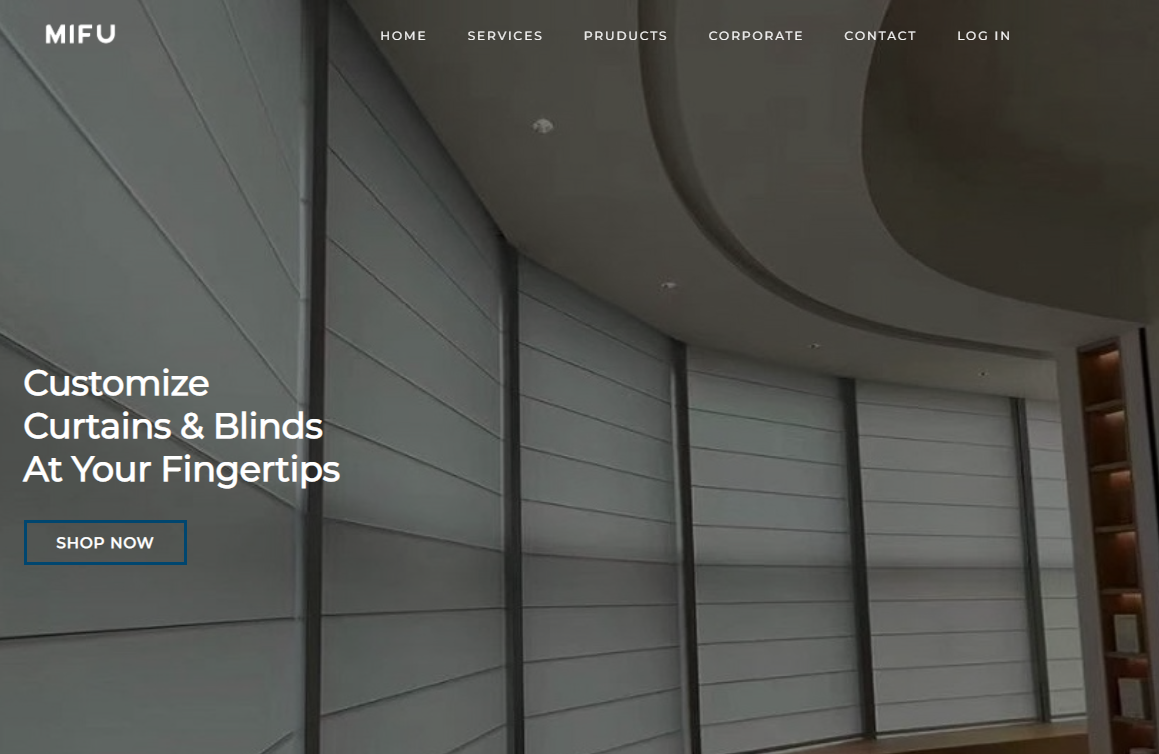 MIFU
HOME SERVICES PRUDUCTS CORPORATE CONTACT LOG IN
Customize
Curtains & Blinds
At Your Fingertips
SHOP NOW